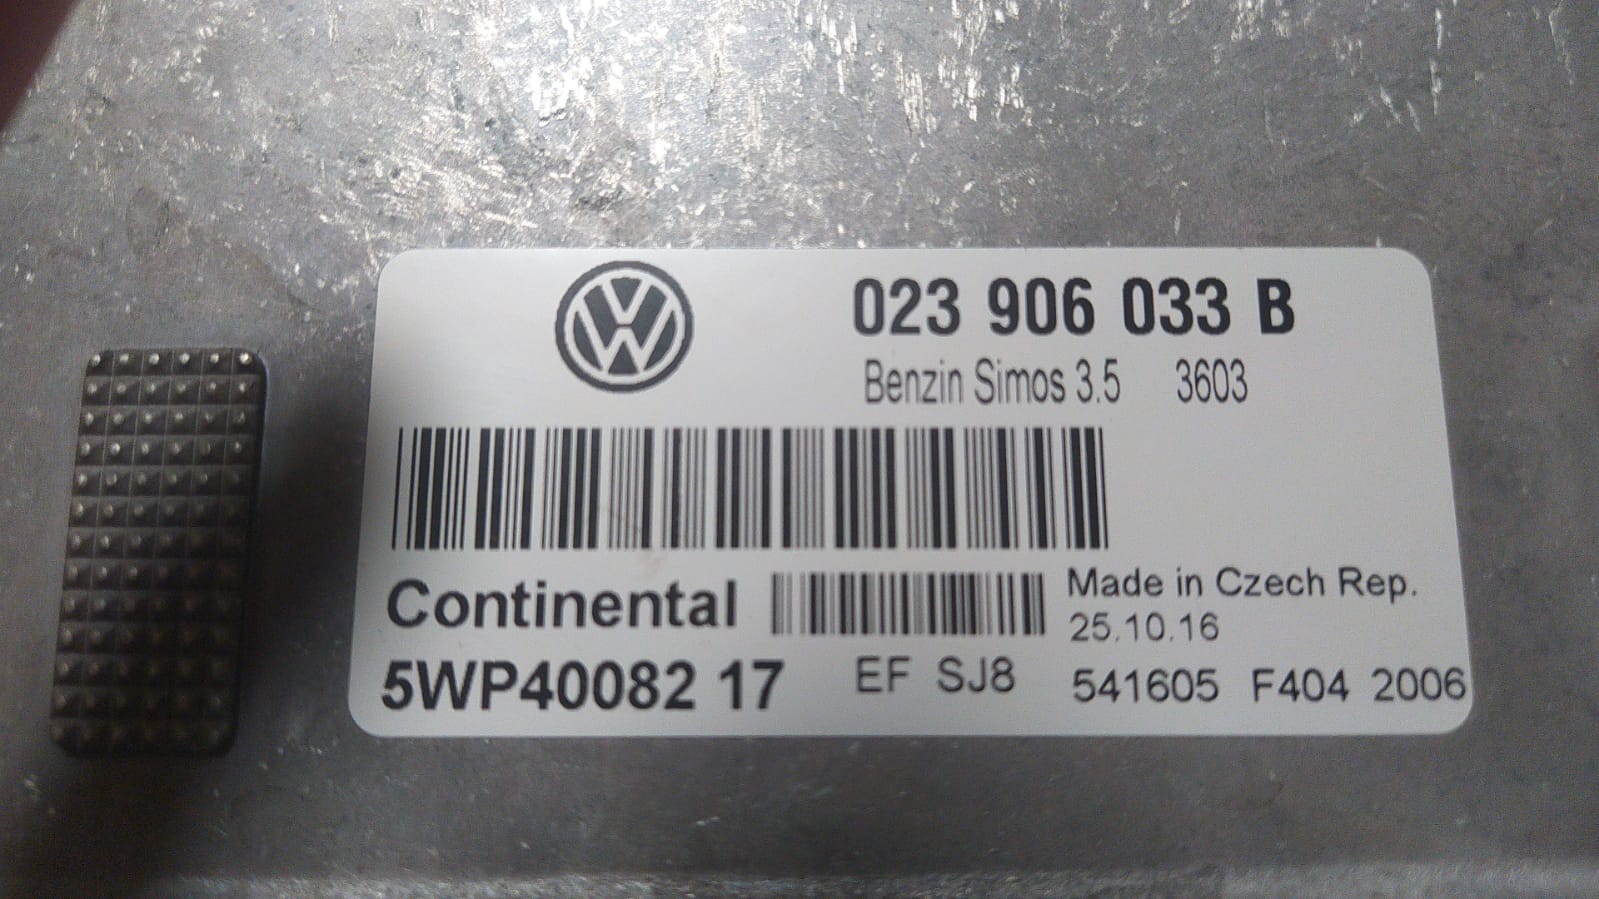 023 906 033 B
Benzin Simos 3.5 3603
Continental
Made in Czech Rep.
25.10.16
5WP40082 17
EF SJ8
541605 F404 2006